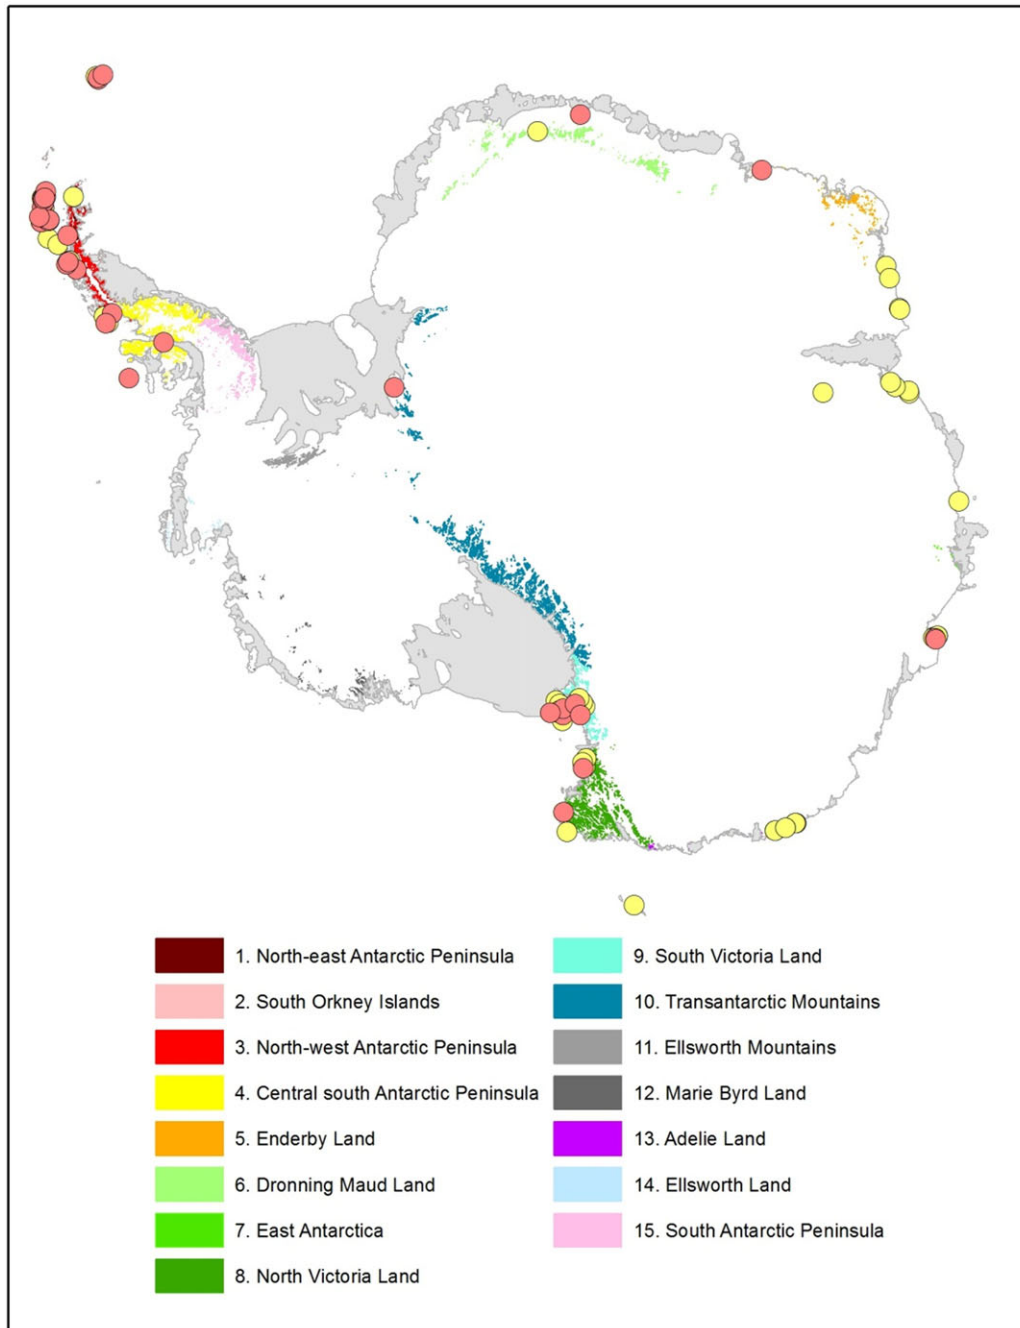 1. North-east Antarctic Peninsula
2. South Orkney Islands
3. North-west Antarctic Peninsula
4. Central south Antarctic Peninsula
5. Enderby Land
6. Dronning Maud Land
7. East Antarctica
8. North Victoria Land
9. South Victoria Land
10. Transantarctic Mountains
11. Ellsworth Mountains
12. Marie Byrd Land
13. Adelie Land
14. Ellsworth Land
15. South Antarctic Peninsula